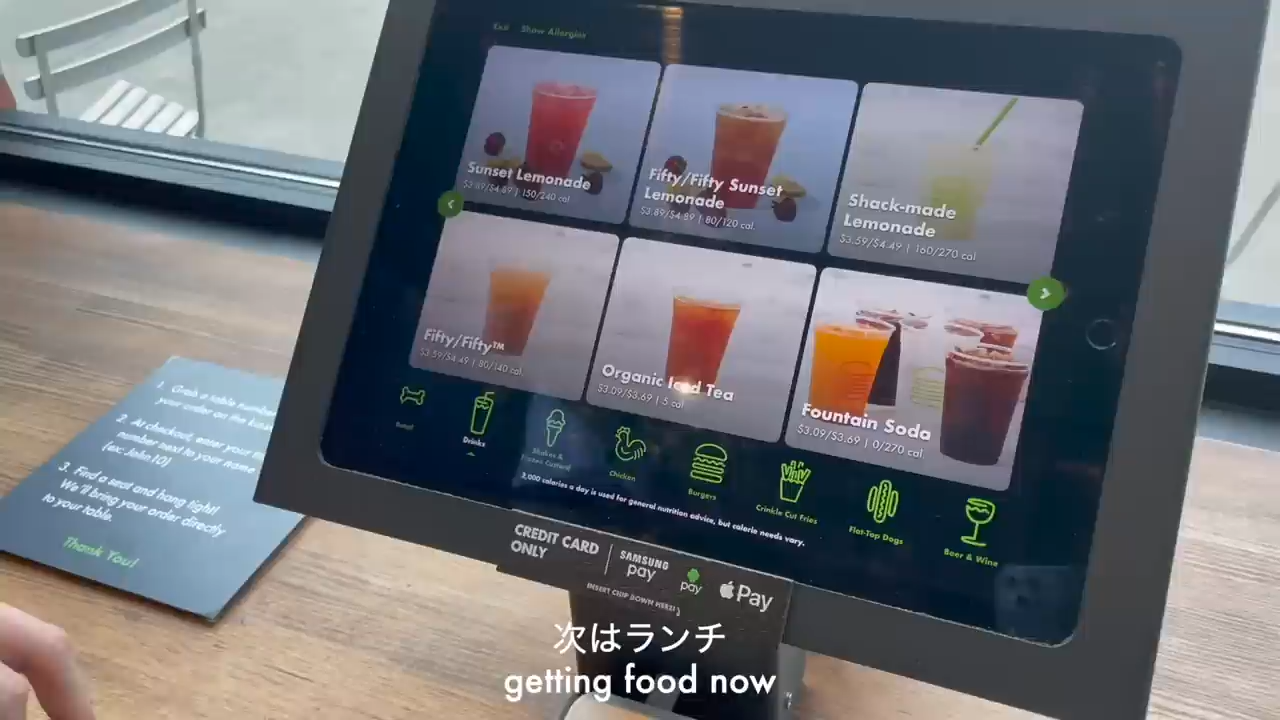 Exit Show Allergies
Sunset Lemonade
$3.89/$4.89 | 150/240 cal.
Fifty/Fifty Sunset
Lemonade
$3.89/$4.89 | 80/120 cal.
Shack-made
Lemonade
$3.59/$4.49 | 160/270 cal
Fifty/Fifty™
$3.59/$4.49 | 80/140 cal.
Organic Iced Tea
$3.09/$3.69 | 5 cal
Fountain Soda
$3.09/$3.69 | 0/270 cal.
Drinks
Shakes &
Frozen Custard
Chicken
Burgers
Crinkle Cut Fries
Flat-Top Dogs
Beer & Wine
2,000 calories a day is used for general nutrition advice, but calorie needs vary.
CREDIT CARD
ONLY
SAMSUNG
pay
pay
Pay
INSERT CHIP DOWN HERE!
1. Grab a table number
your order on the
2. At checkout, enter your
number next to your name
(ex: John 10)
3. Find a seat and hang tight!
We'll bring your order directly
to your table.
Thank You!
次はランチ
getting food now